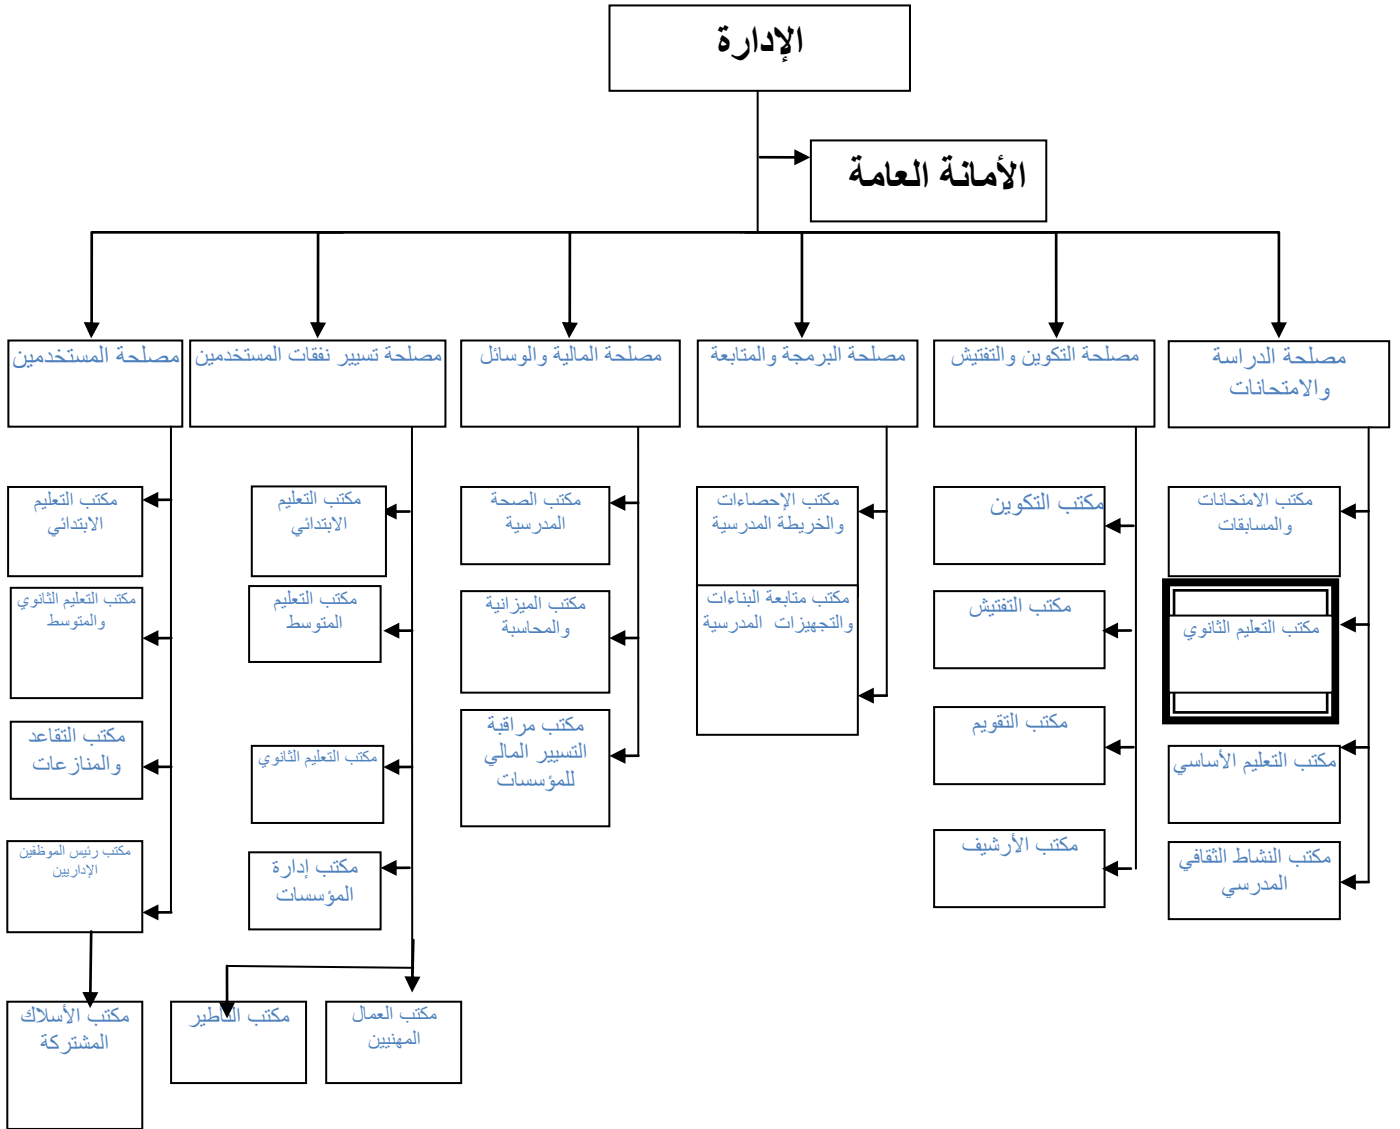 الإدارة
الأمانة العامة
مصلحة الدراسة
والامتحانات
مصلحة التكوين والتفتيش
مصلحة البرمجة والمتابعة
مصلحة المالية والوسائل
مصلحة تسيير نفقات المستخدمين
مصلحة المستخدمين
مكتب الامتحانات
والمسابقات
مكتب التعليم الثانوي
مكتب التعليم الأساسي
مكتب النشاط الثقافي
المدرسي
مكتب التكوين
مكتب التفتيش
مكتب التقويم
مكتب الأرشيف
مكتب الإحصاءات
والخريطة المدرسية
مكتب متابعة البناءات
والتجهيزات المدرسية
مكتب الصحة
المدرسية
مكتب الميزانية
والمحاسبة
مكتب مراقبة
التسيير المالي
للمؤسسات
مكتب التعليم
الابتدائي
مكتب التعليم
المتوسط
مكتب التعليم الثانوي
مكتب إدارة
المؤسسات
مكتب العمال
المهنيين
مكتب التأطير
مكتب التعليم
الابتدائي
مكتب التعليم الثانوي
والمتوسط
مكتب التقاعد
والمنازعات
مكتب رئيس الموظفين
الإداريين
مكتب الأسلاك
المشتركة